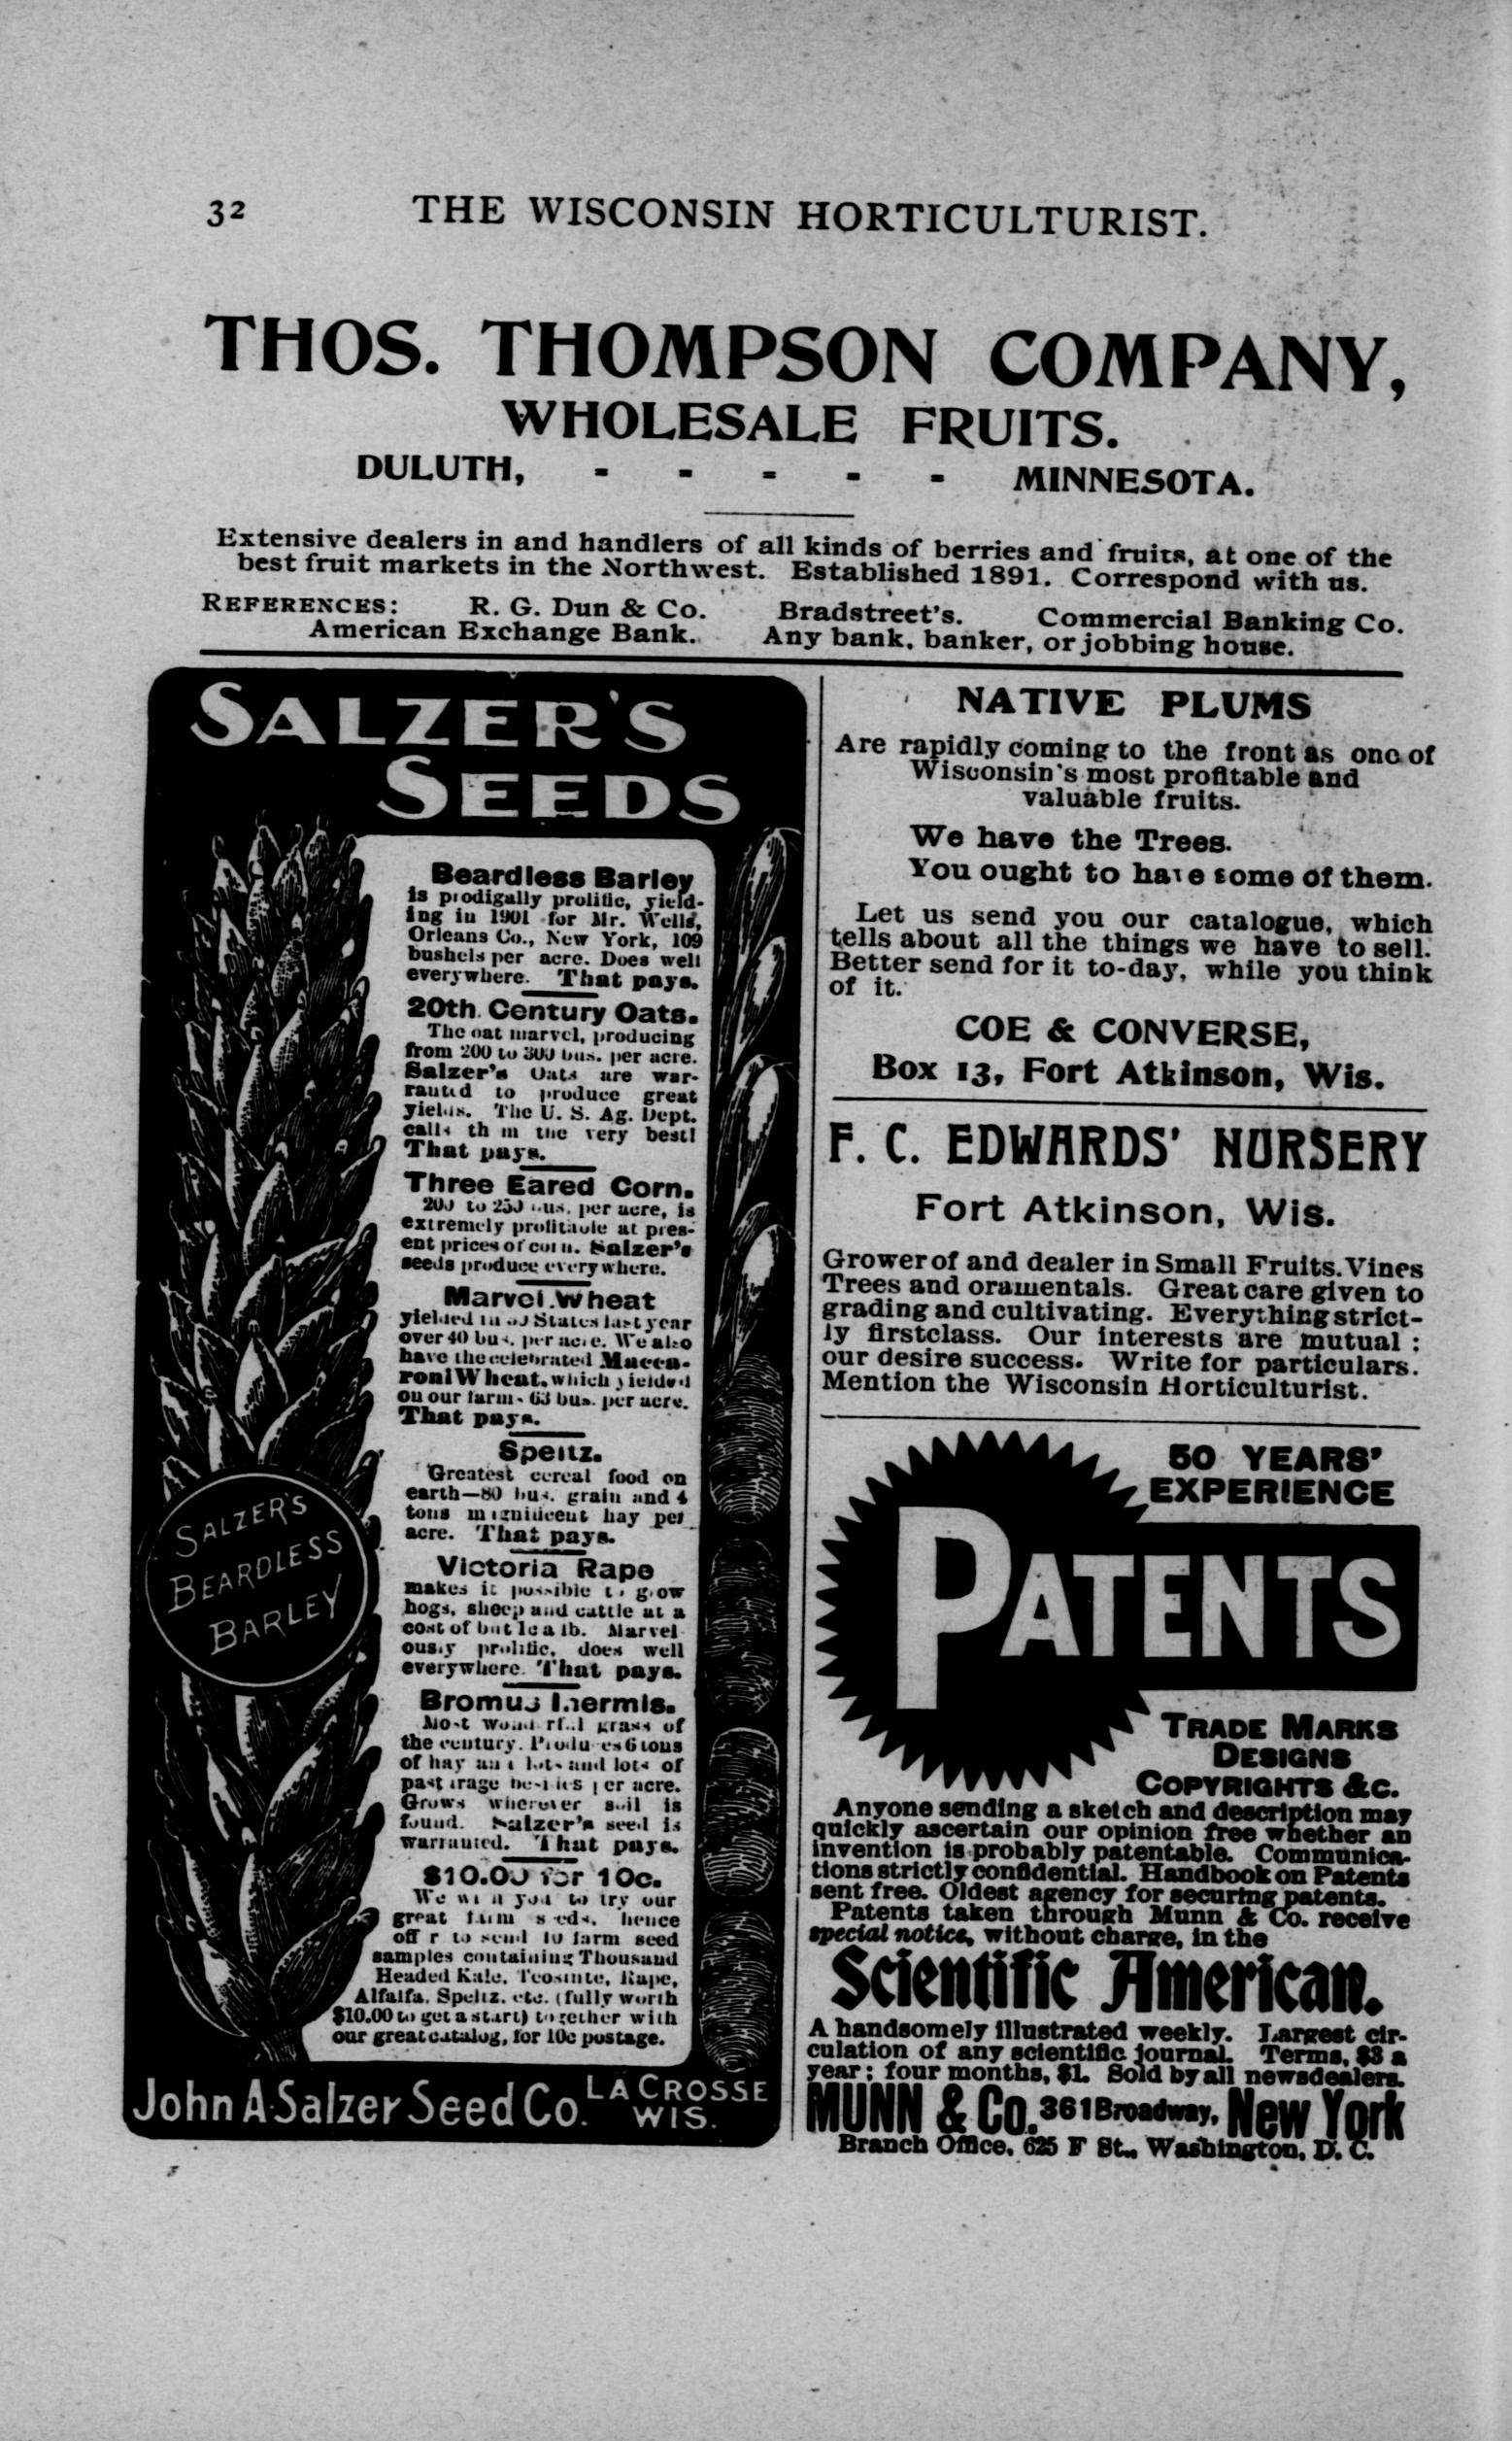 32 THE WISCONSIN HORTICULTURIST.
THOS. THOMPSON COMPANY,
WHOLESALE FRUITS.
DULUTH, - - - - - MINNESOTA.
Extensive dealers in and handlers of all kinds of berries and fruits, at one of the
best fruit markets in the Northwest. Established 1891. Correspond with us.
REFERENCES: R. G. Dun & Co. Bradstreet's. Commercial Banking Co.
American Exchange Bank. Any bank, banker, or jobbing house.
SALZER'S
SEEDS
Beardless Barley
is prodigally prolific, yield-
ing in 1901 for Mr. Wells,
Orleans Co., New York, 109
bushels per acre. Does well
everywhere. That pays.
20th Century Oats.
The oat marvel, producing
from 200 to 300 bus. per acre.
Salzer's Oats are war-
ranted to produce great
yields. The U. S. Ag. Dept.
calls them the very best!
That pays.
Three Eared Corn.
200 to 250 bus. per acre, is
extremely profitable at pres-
ent prices of corn. Salzer's
seeds produce everywhere.
Marvel Wheat
yielded in States last year
over 40 bus. per acre. We also
have the celebrated Macca-
roni Wheat, which yielded
on our farms 63 bus. per acre.
That pays.
Speltz.
Greatest cereal food on
earth—80 bus. grain and 4
tons magnificent hay per
acre. That pays.
Victoria Rape
makes it possible to grow
hogs, sheep and cattle at a
cost of but 1c a lb. Marvel
ously prolific, does well
everywhere. That pays.
Bromus Inermis.
Most wonderful grass of
the century. Produces 6 tons
of hay and lots and lots of
pasturage besides per acre.
Grows wherever soil is
found. Salzer's seed is
warranted. That pays.
$10.00 for 10c.
We wish you to try our
great farm seeds, hence
offer to send 10 farm seed
samples containing Thousand
Headed Kale, Teosinte, Rape,
Alfalfa, Speltz, etc. (fully worth
$10.00 to get a start) together with
our great catalog, for 10c postage.
SALZER'S
BEARDLESS
BARLEY
John A. Salzer Seed Co. LA CROSSE
WIS.
NATIVE PLUMS
Are rapidly coming to the front as one of
Wisconsin's most profitable and
valuable fruits.
We have the Trees.
You ought to have some of them.
Let us send you our catalogue, which
tells about all the things we have to sell.
Better send for it to-day, while you think
of it.
COE & CONVERSE,
Box 13, Fort Atkinson, Wis.
F. C. EDWARDS' NURSERY
Fort Atkinson, Wis.
Grower of and dealer in Small Fruits. Vines
Trees and oramentals. Great care given to
grading and cultivating. Everything strict-
ly firstclass. Our interests are mutual :
our desire success. Write for particulars.
Mention the Wisconsin Horticulturist.
50 YEARS'
EXPERIENCE
PATENTS
TRADE MARKS
DESIGNS
COPYRIGHTS &C.
Anyone sending a sketch and description may
quickly ascertain our opinion free whether an
invention is probably patentable. Communica-
tions strictly confidential. Handbook on Patents
sent free. Oldest agency for securing patents.
Patents taken through Munn & Co. receive
special notice, without charge, in the
Scientific American.
A handsomely illustrated weekly. Largest cir-
culation of any scientific journal. Terms, $3 a
year; four months, $1. Sold by all newsdealers.
MUNN & Co. 361 Broadway, New York
Branch Office, 625 F St., Washington, D. C.